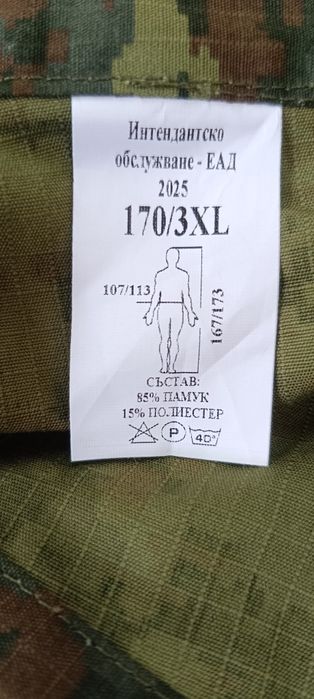 Интендантско
обслужване - ЕАД
2025
170/3XL
107/113
167/173
СЪСТАВ:
85% ПАМУК
15% ПОЛИЕСТЕР
P
40°